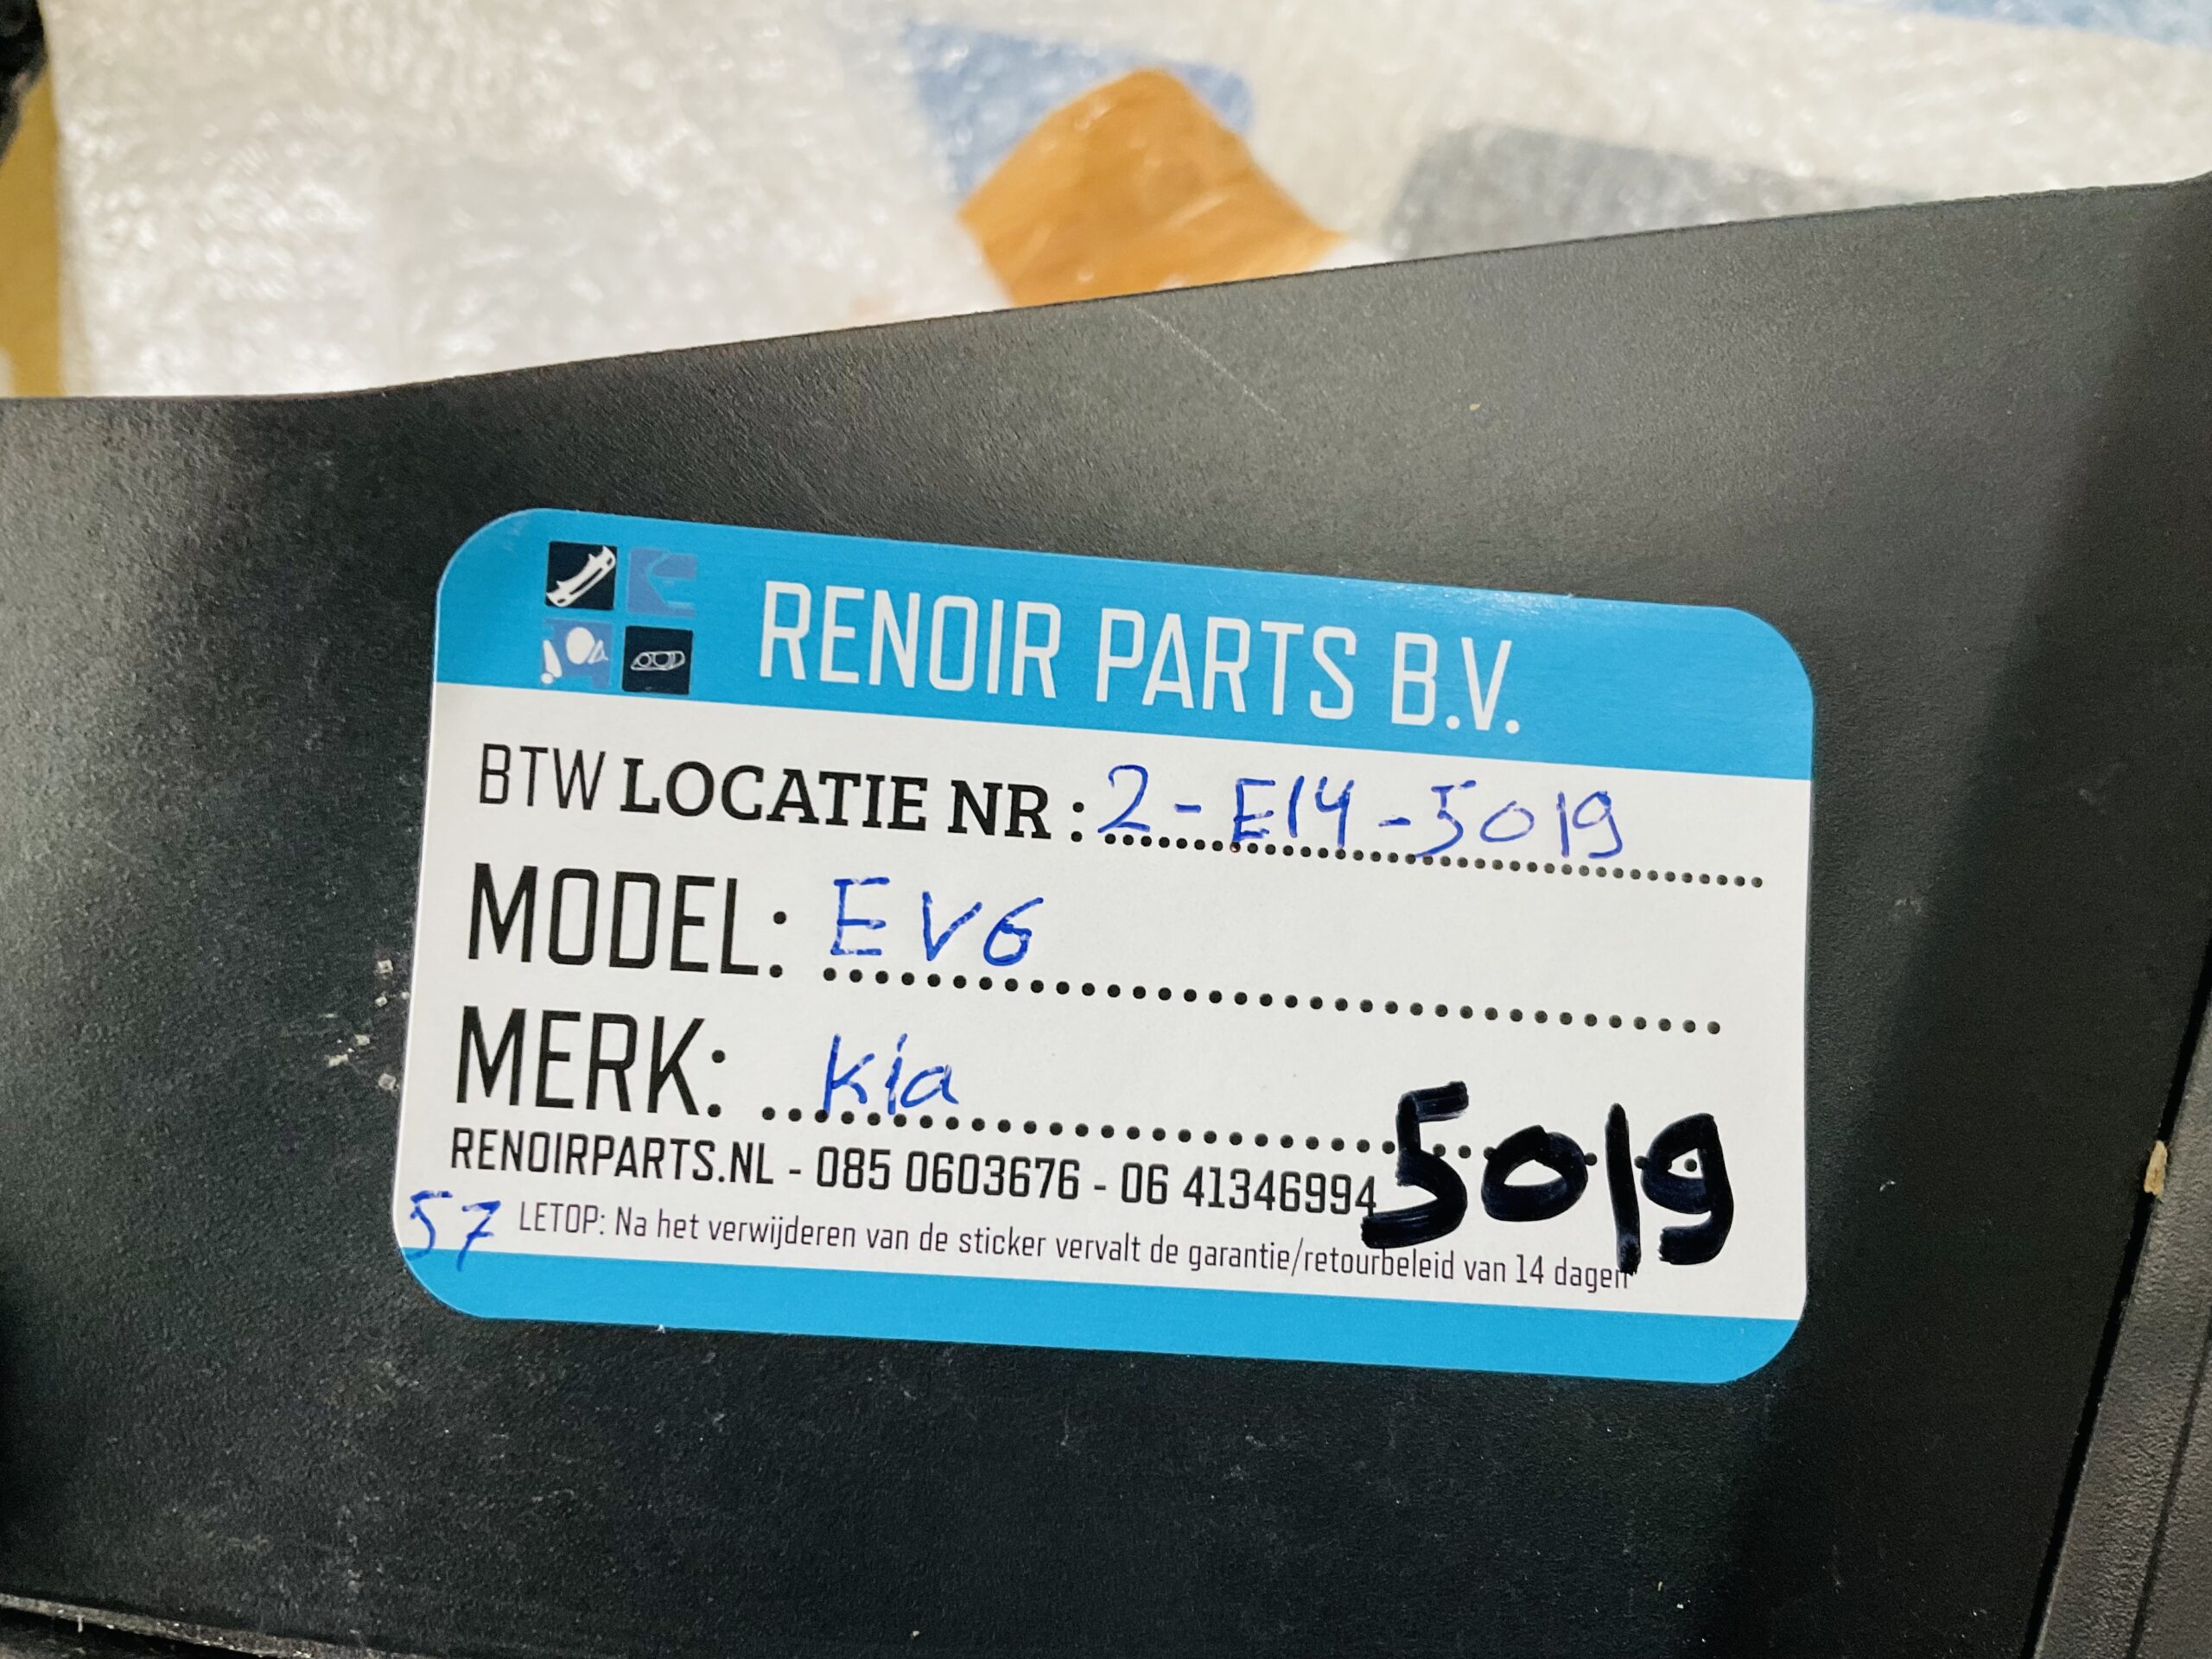 RENOIR PARTS B.V.
BTW LOCATIE NR : 2-E14-5019
MODEL: EV6
MERK: Kia
5019
RENOIRPARTS.NL - 085 0603676 - 06 41346994
57
LETOP: Na het verwijderen van de sticker vervalt de garantie/retourbeleid van 14 dagen